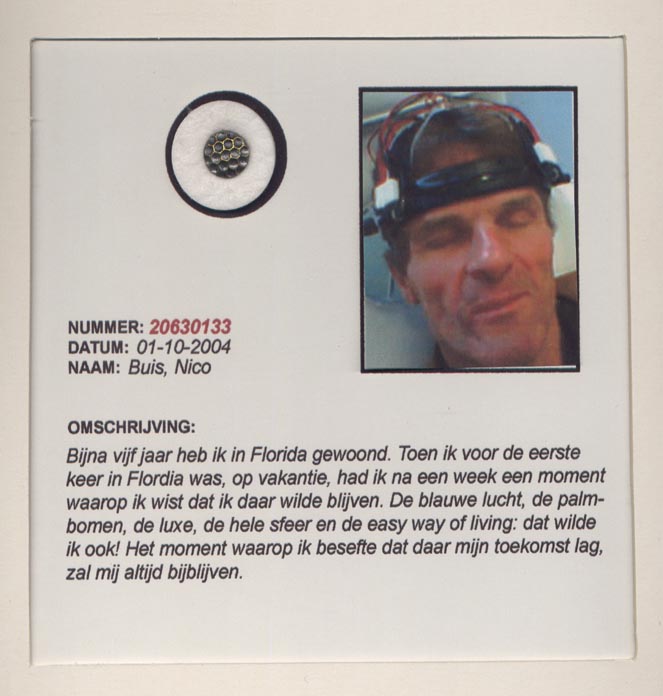 NUMMER: 20630133
DATUM: 01-10-2004
NAAM: Buis, Nico
OMSCHRIJVING:
Bijna vijf jaar heb ik in Florida gewoond. Toen ik voor de eerste
keer in Flordia was, op vakantie, had ik na een week een moment
waarop ik wist dat ik daar wilde blijven. De blauwe lucht, de palm-
bomen, de luxe, de hele sfeer en de easy way of living: dat wilde
ik ook! Het moment waarop ik besefte dat daar mijn toekomst lag,
zal mij altijd bijblijven.